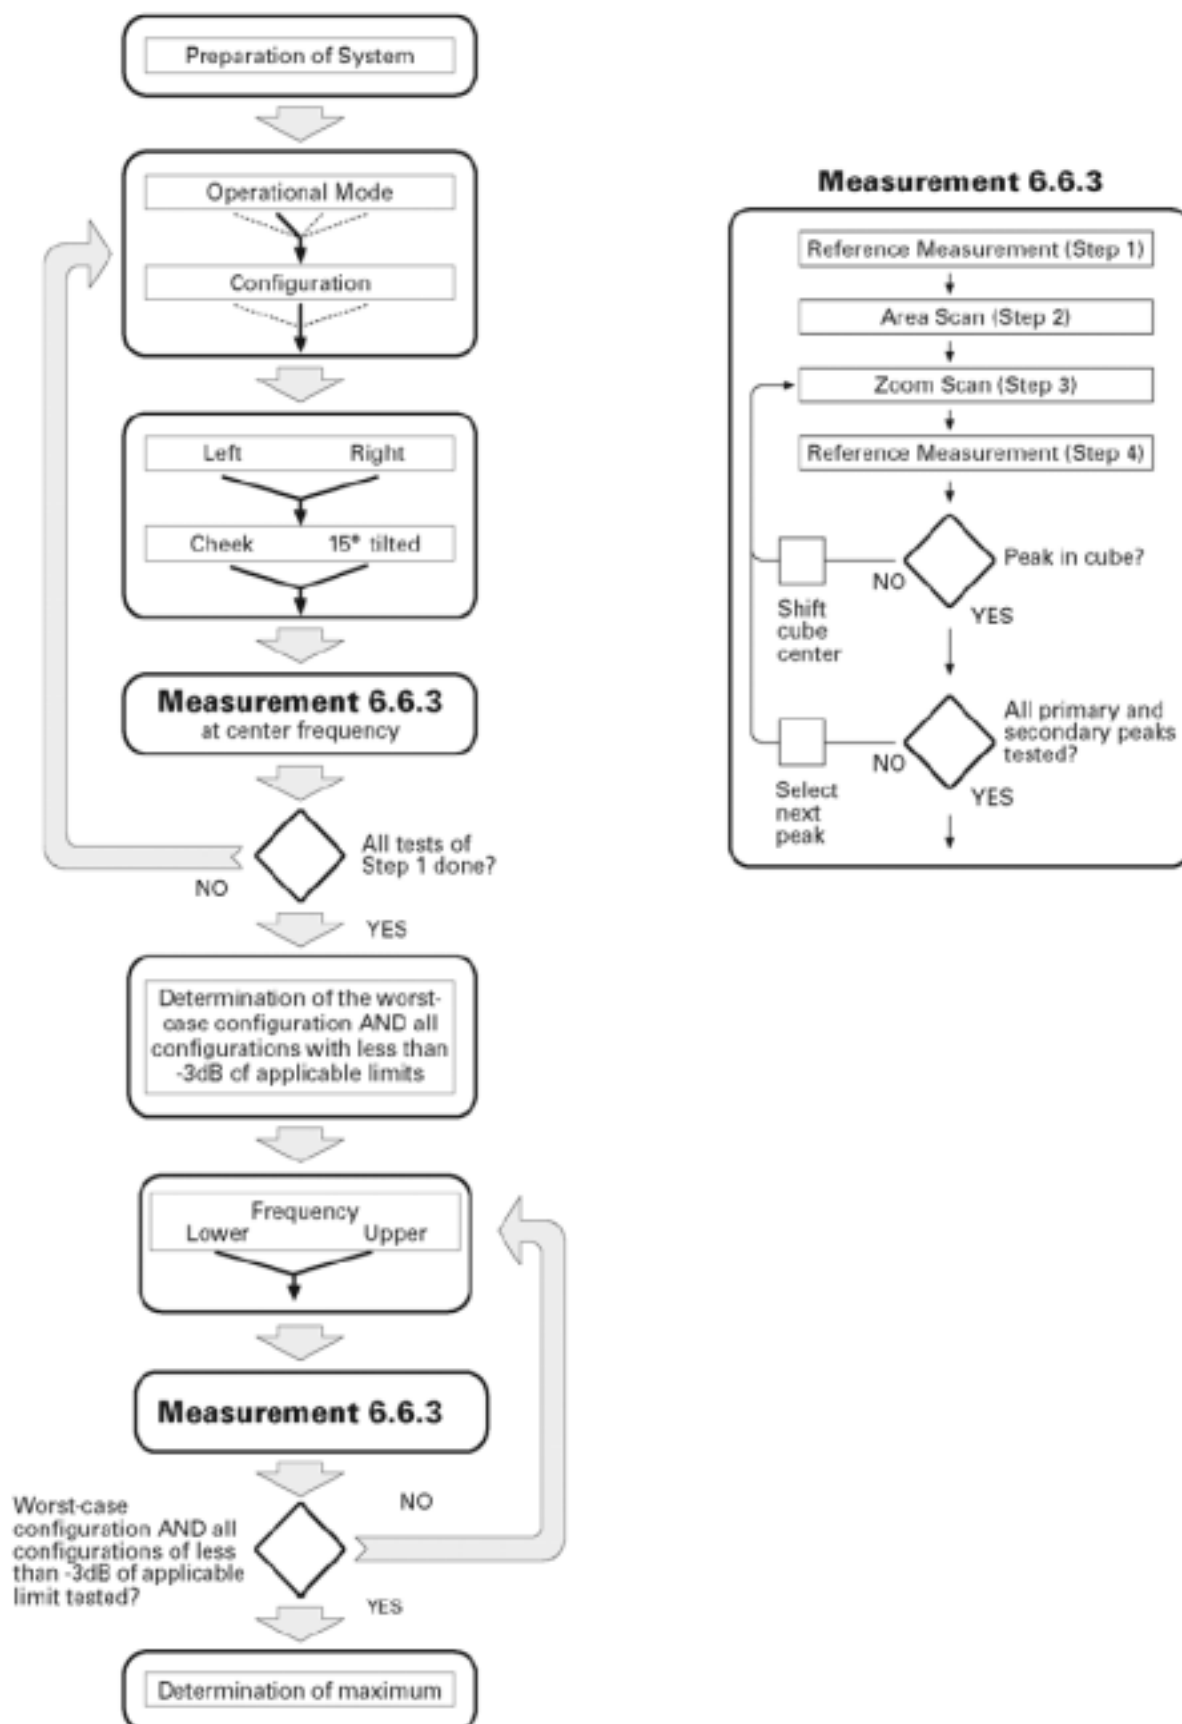 Preparation of System
Operational Mode
Configuration
Left Right
Cheek 15° tilted
Measurement 6.6.3
at center frequency
All tests of
Step 1 done?
NO
YES
Determination of the worst-
case configuration AND all
configurations with less than
-3dB of applicable limits
Frequency
Lower Upper
Measurement 6.6.3
NO
Worst-case
configuration AND all
configurations of less
than -3dB of applicable
limit tested?
YES
Determination of maximum
Measurement 6.6.3
Reference Measurement (Step 1)
Area Scan (Step 2)
Zoom Scan (Step 3)
Reference Measurement (Step 4)
Peak in cube?
NO
YES
Shift
cube
center
All primary and
secondary peaks
tested?
NO
YES
Select
next
peak